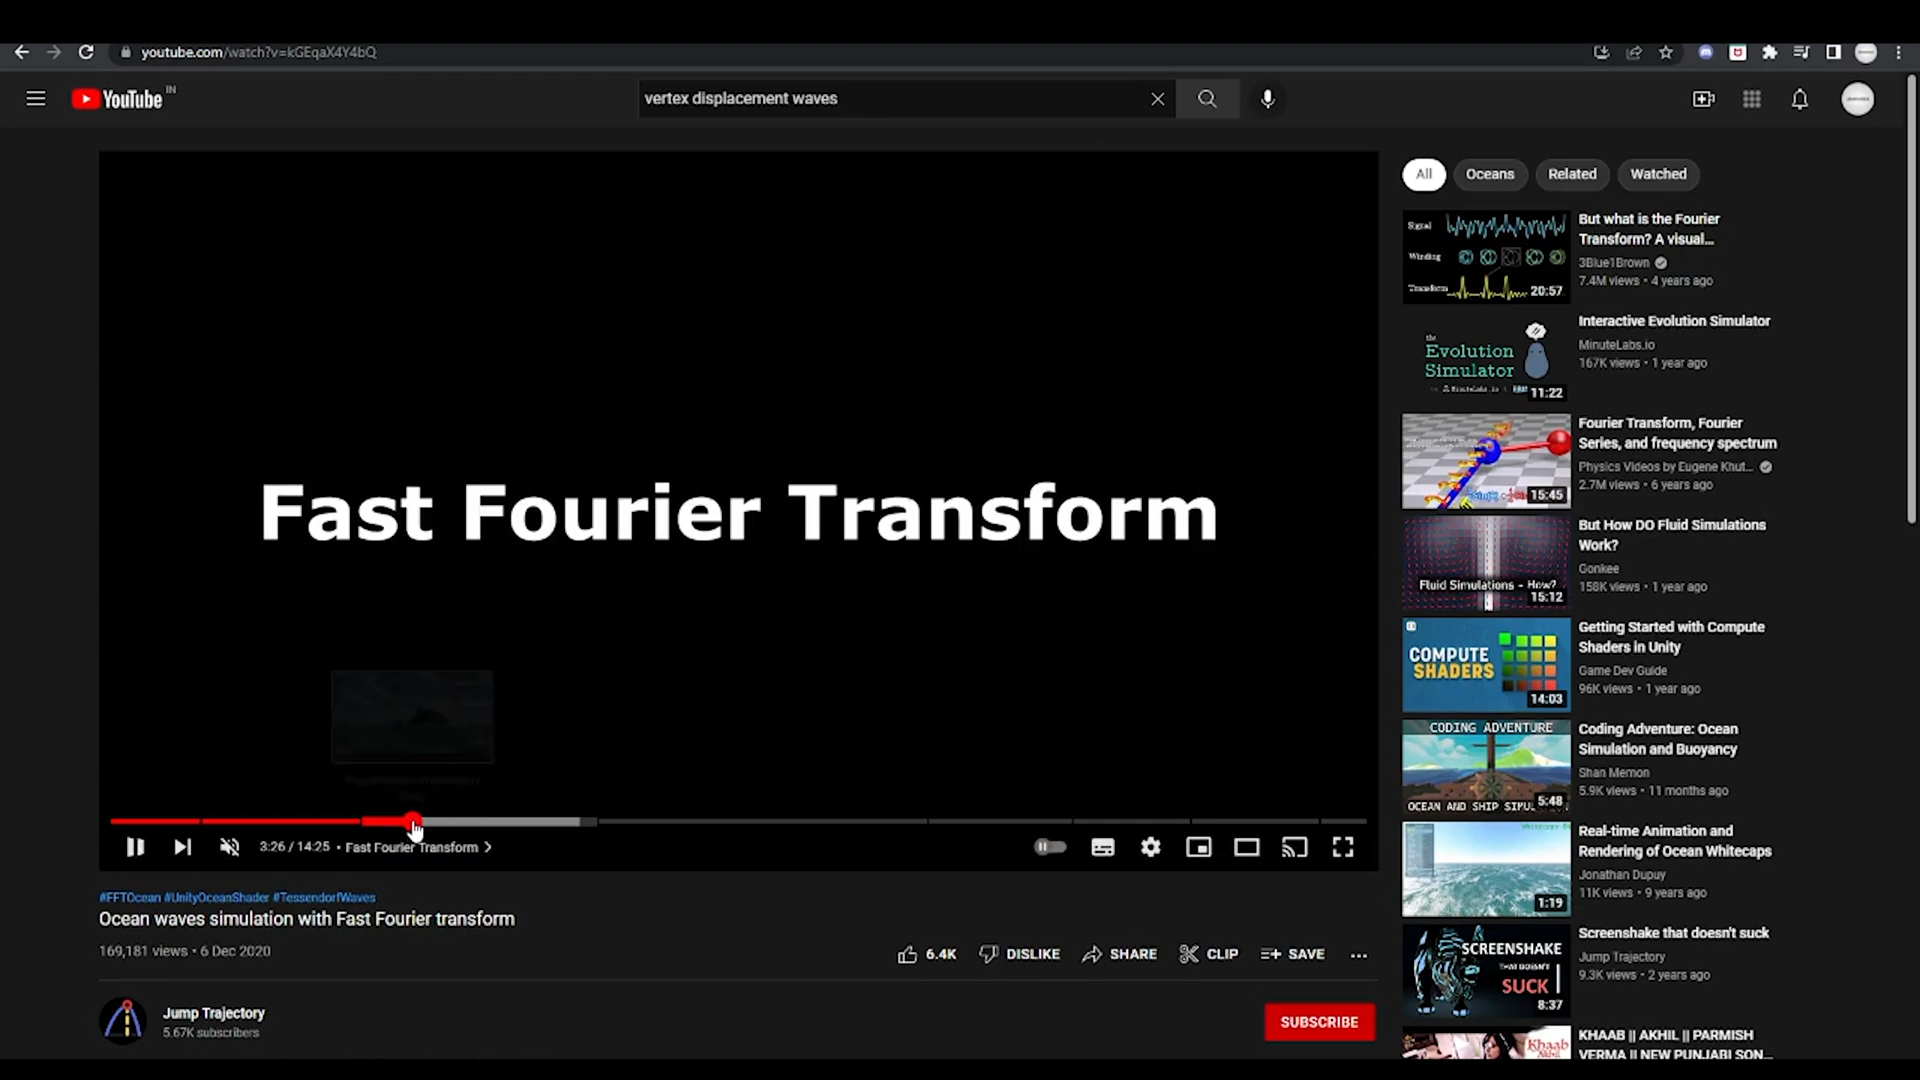 youtube.com/watch?v=kGEqaX4Y4bQ
YouTube IN
vertex displacement waves
Fast Fourier Transform
3:26 / 14:25 • Fast Fourier Transform
#FFTOcean #UnityOceanShader #TessendorfWaves
Ocean waves simulation with Fast Fourier transform
169,181 views • 6 Dec 2020
6.4K DISLIKE SHARE CLIP SAVE
Jump Trajectory
5.67K subscribers
SUBSCRIBE
All Oceans Related Watched
Signal
Winding
Transform
20:57
But what is the Fourier
Transform? A visual...
3Blue1Brown
7.4M views • 4 years ago
the
Evolution
Simulator
11:22
Interactive Evolution Simulator
MinuteLabs.io
167K views • 1 year ago
15:45
Fourier Transform, Fourier
Series, and frequency spectrum
Physics Videos by Eugene Khut...
2.7M views • 6 years ago
Fluid Simulations - How?
15:12
But How DO Fluid Simulations
Work?
Gonkee
158K views • 1 year ago
COMPUTE
SHADERS
14:03
Getting Started with Compute
Shaders in Unity
Game Dev Guide
96K views • 1 year ago
CODING ADVENTURE
OCEAN AND SHIP
5:48
Coding Adventure: Ocean
Simulation and Buoyancy
Shan Memon
5.9K views • 11 months ago
1:19
Real-time Animation and
Rendering of Ocean Whitecaps
Jonathan Dupuy
11K views • 9 years ago
SCREENSHAKE
THAT DOESN'T
SUCK
8:37
Screenshake that doesn't suck
Jump Trajectory
9.3K views • 2 years ago
Khaab
KHAAB || AKHIL || PARMISH
VERMA || NEW PUNJABI SON...